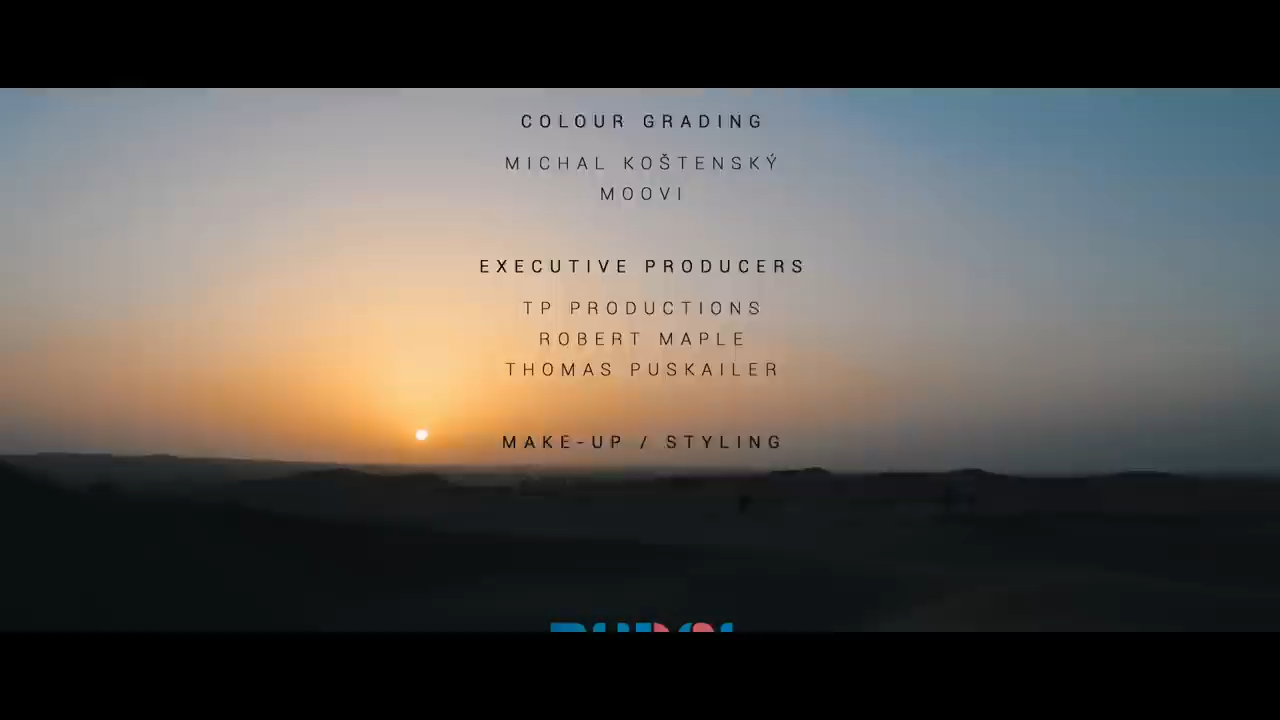 COLOUR GRADING
MICHAL KOŠTENSKÝ
MOOVI
EXECUTIVE PRODUCERS
TP PRODUCTIONS
ROBERT MAPLE
THOMAS PUSKAILER
MAKE-UP / STYLING